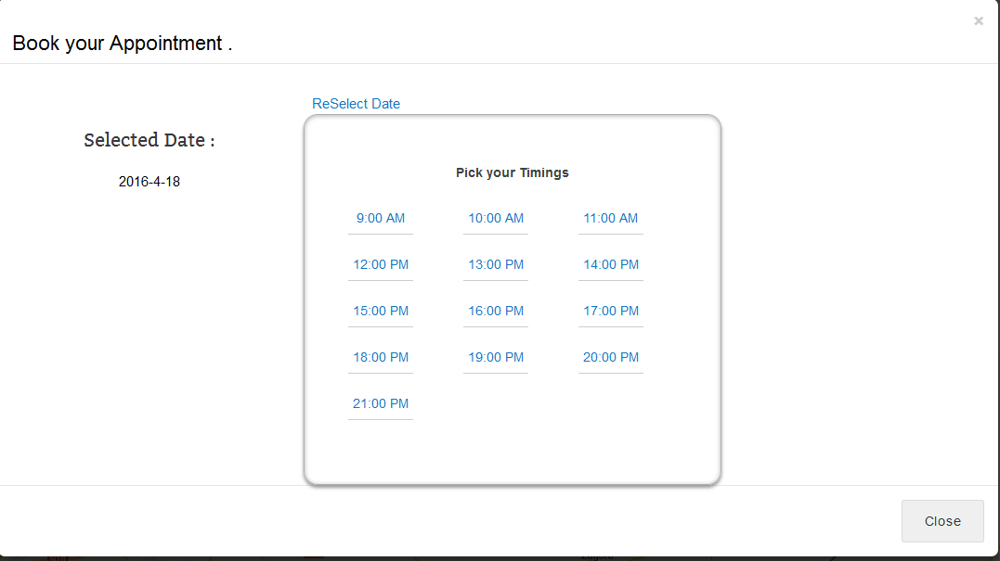 ×
Book your Appointment .
ReSelect Date
Selected Date :
2016-4-18
Pick your Timings
9:00 AM 10:00 AM 11:00 AM
12:00 PM 13:00 PM 14:00 PM
15:00 PM 16:00 PM 17:00 PM
18:00 PM 19:00 PM 20:00 PM
21:00 PM
Close